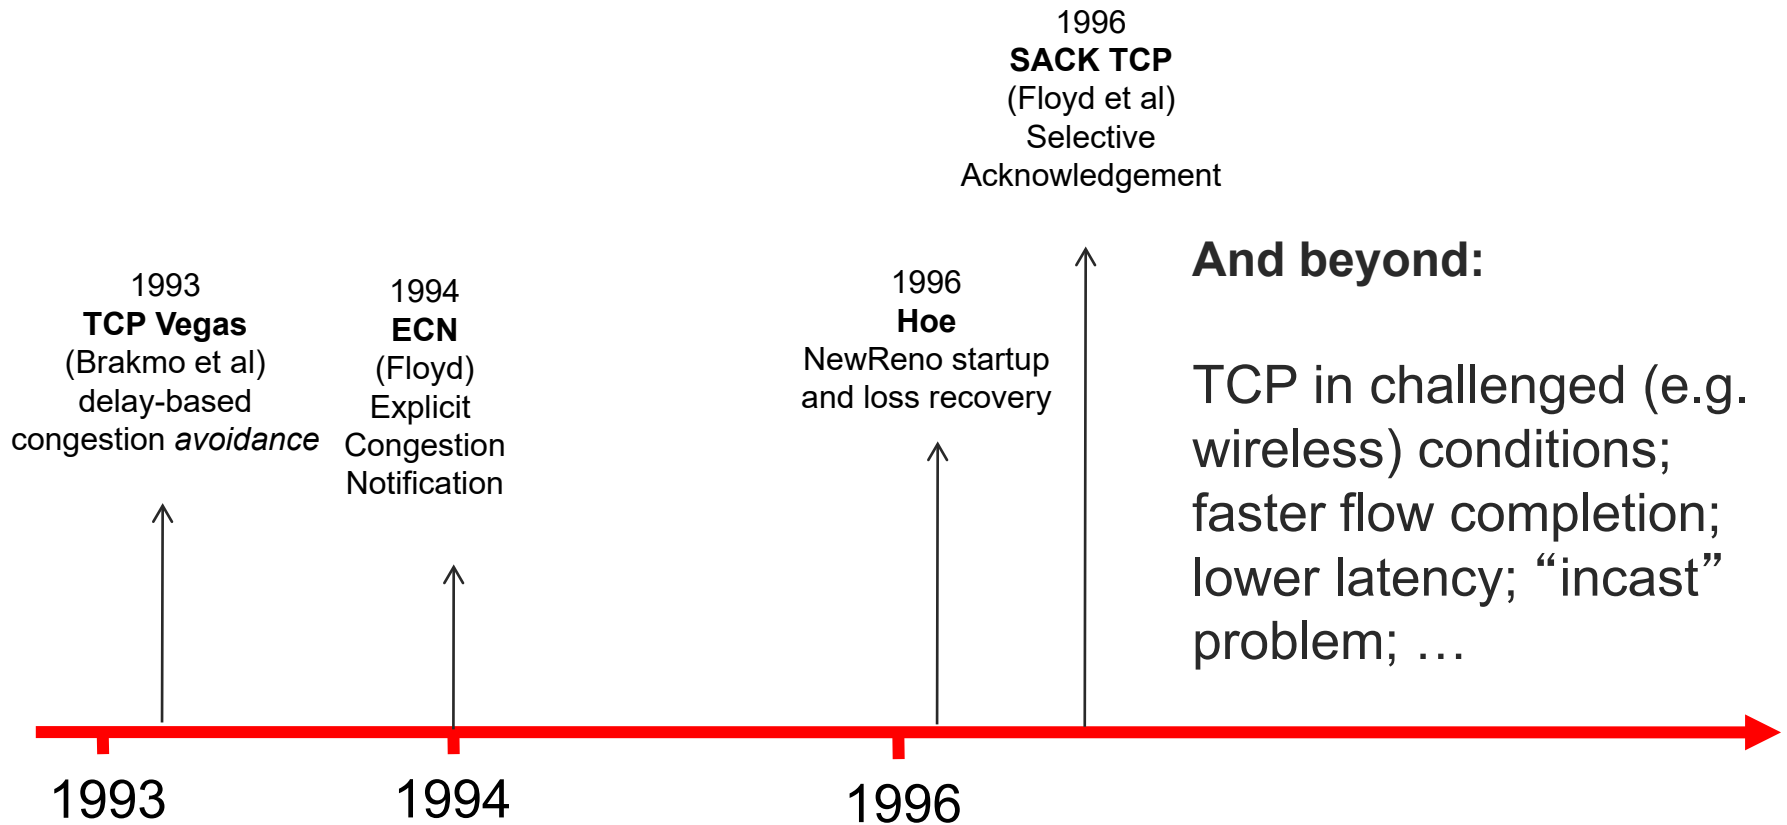 1996
SACK TCP
(Floyd et al)
Selective
Acknowledgement
1993
TCP Vegas
(Brakmo et al)
delay-based
congestion avoidance
1994
ECN
(Floyd)
Explicit
Congestion
Notification
1996
Hoe
NewReno startup
and loss recovery
And beyond:
TCP in challenged (e.g.
wireless) conditions;
faster flow completion;
lower latency; “incast”
problem; …
1993
1994
1996